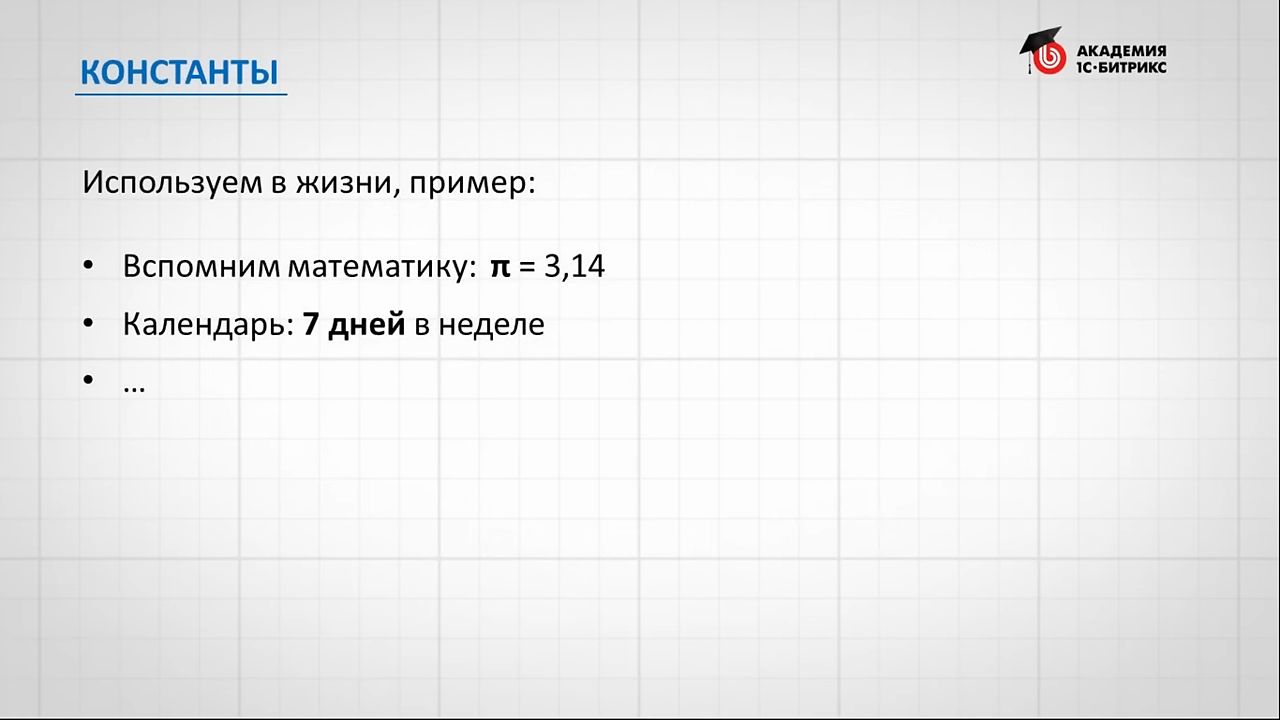 КОНСТАНТЫ
АКАДЕМИЯ
1С·БИТРИКС
Используем в жизни, пример:
• Вспомним математику: π = 3,14
• Календарь: 7 дней в неделе
• ...